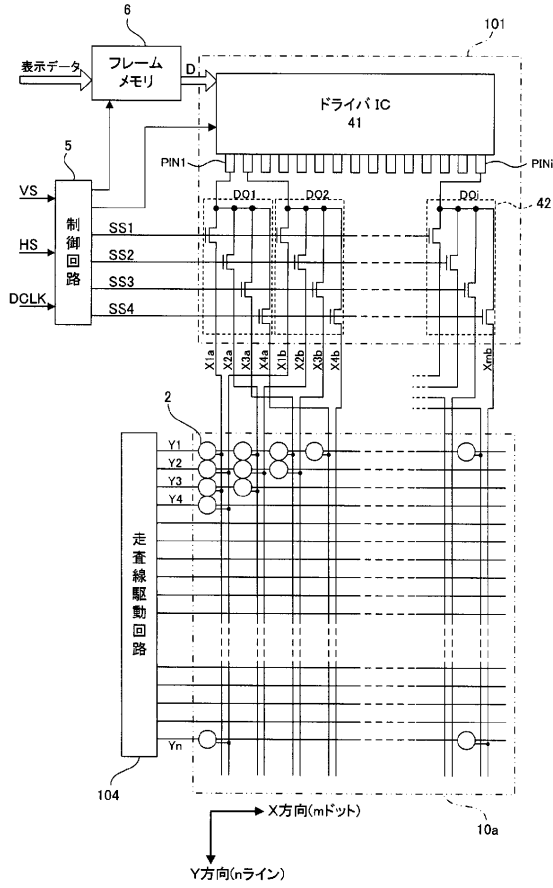 6
101
表示データ
フレーム
メモリ
D
ドライバ IC
41
5
PIN1
PINi
VS
HS
DCLK
制御回路
DO1
DO2
DOi
42
SS1
SS2
SS3
SS4
X1a
X2a
X3a
X4a
X1b
X2b
X3b
X4b
Xmb
2
Y1
Y2
Y3
Y4
走査線駆動回路
Yn
104
X方向(mドット)
10a
Y方向(nライン)